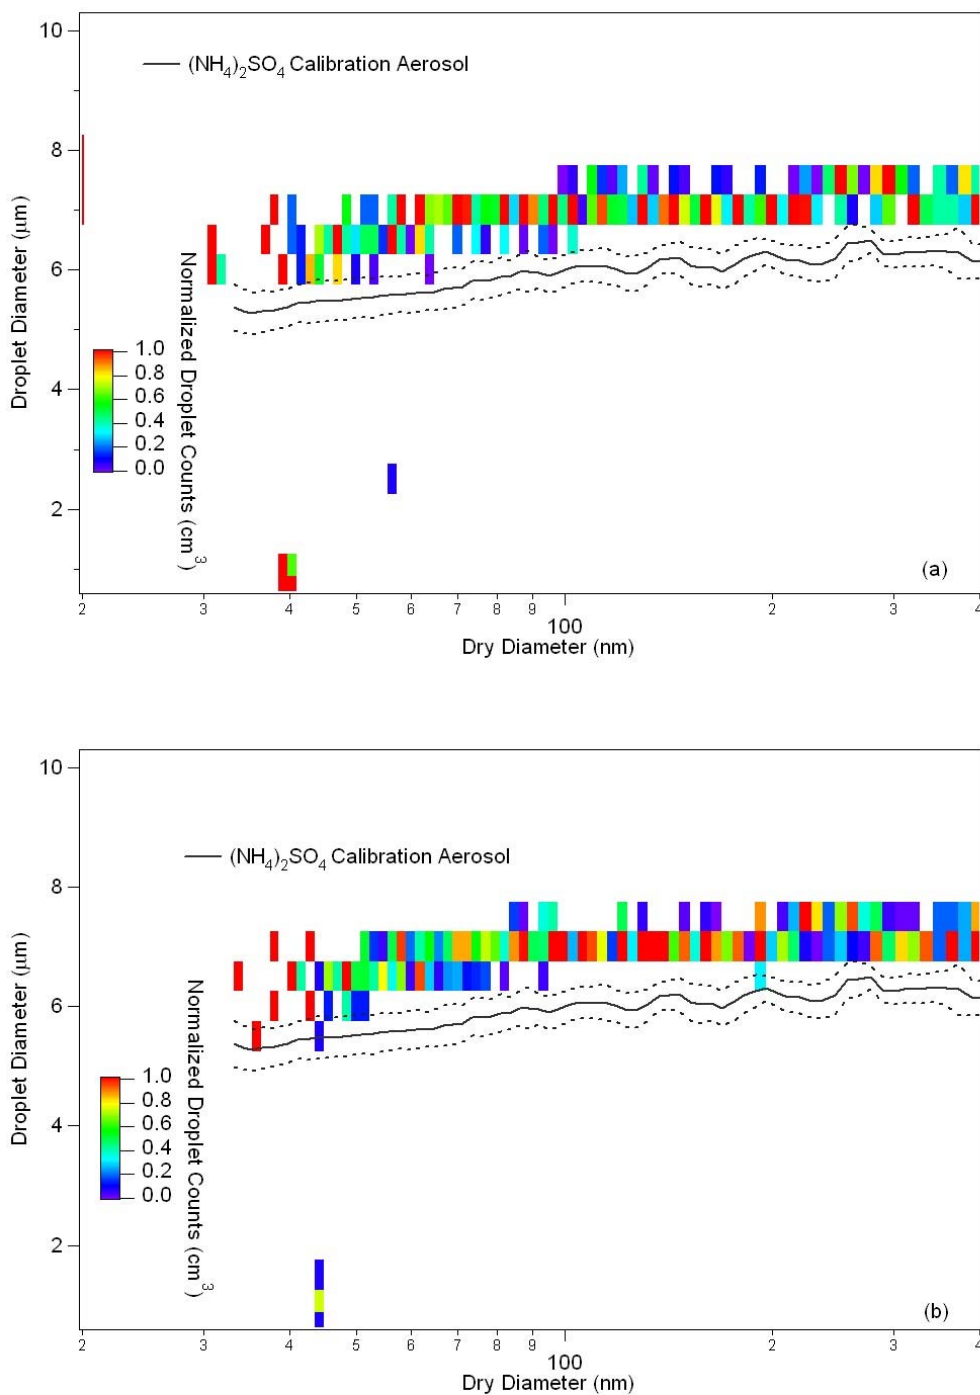 10
(NH4)2SO4 Calibration Aerosol
8
6
4
2
Droplet Diameter (μm)
Normalized Droplet Counts (cm3)
1.0
0.8
0.6
0.4
0.2
0.0
(a)
2 3 4 5 6 7 8 9 2 3 4
100
Dry Diameter (nm)
10
8
(NH4)2SO4 Calibration Aerosol
6
4
2
Droplet Diameter (μm)
Normalized Droplet Counts (cm3)
1.0
0.8
0.6
0.4
0.2
0.0
(b)
2 3 4 5 6 7 8 9 2 3 4
100
Dry Diameter (nm)